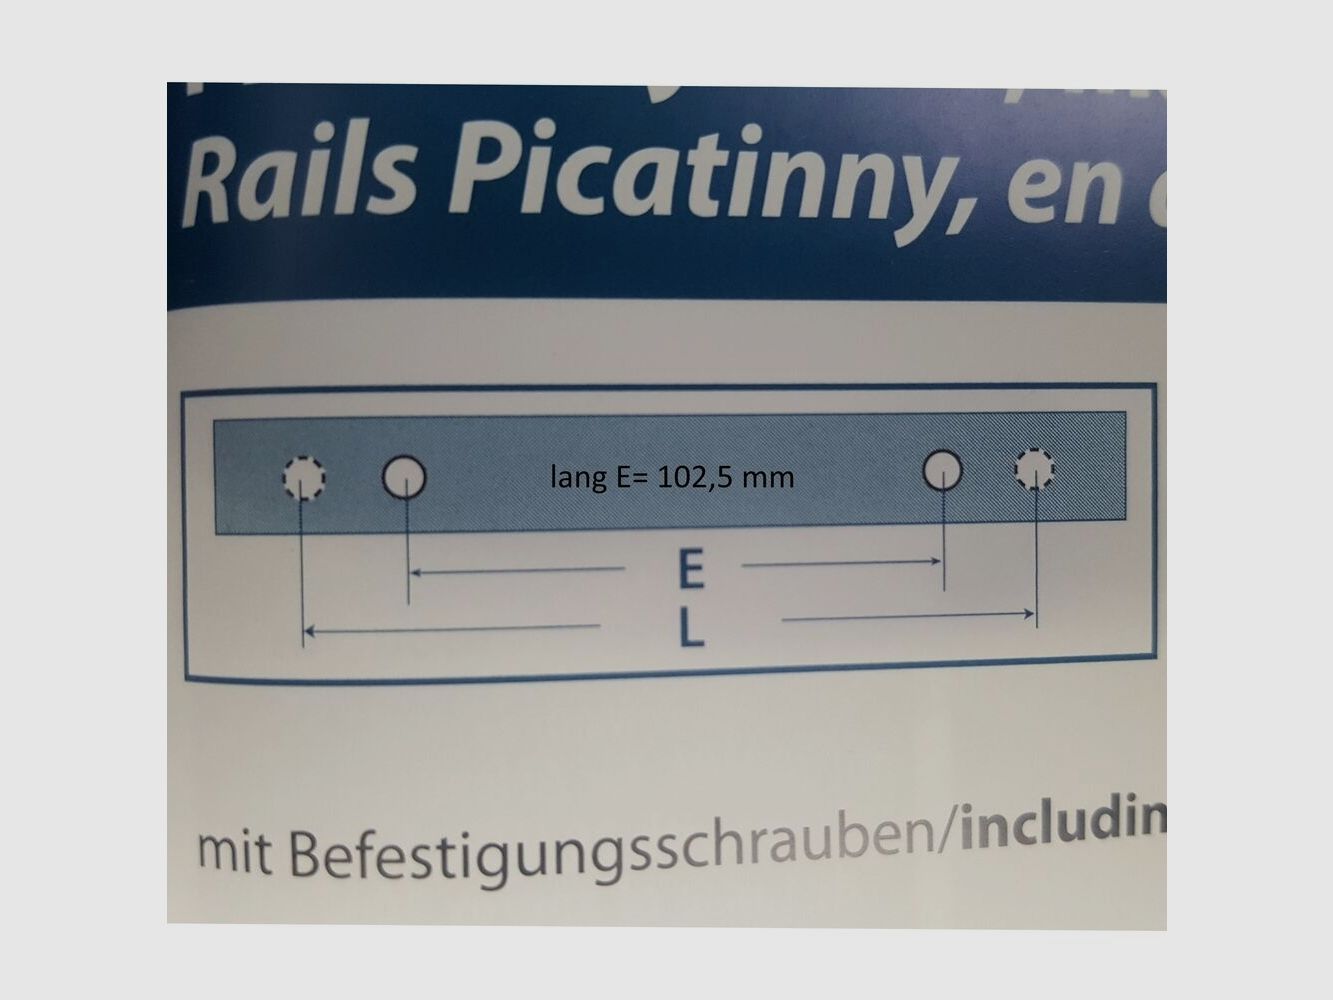 Rails Picatinny, en
lang E= 102,5 mm
E
L
mit Befestigungsschrauben/includin